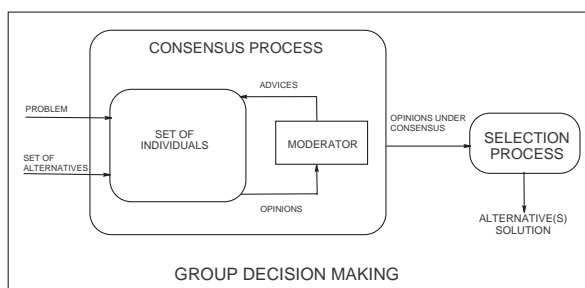 CONSENSUS PROCESS
ADVICES
PROBLEM
SET OF
INDIVIDUALS
MODERATOR
SET OF
ALTERNATIVES
OPINIONS
OPINIONS UNDER
CONSENSUS
SELECTION
PROCESS
ALTERNATIVE(S)
SOLUTION
GROUP DECISION MAKING